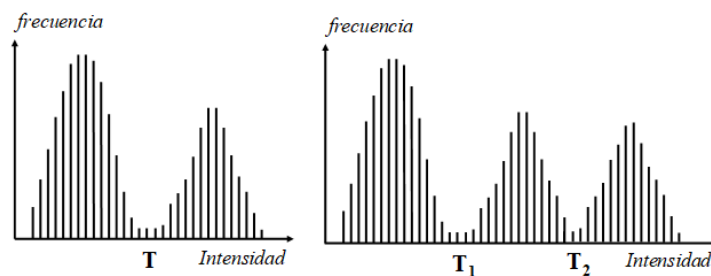 frecuencia
T
Intensidad
frecuencia
T1
T2
Intensidad